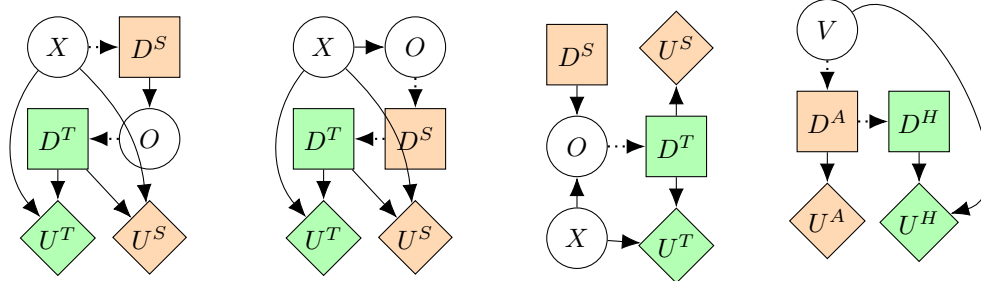 X D^S
D^T O
U^T U^S
X O
D^T D^S
U^T U^S
D^S U^S
O D^T
X U^T
V
D^A D^H
U^A U^H